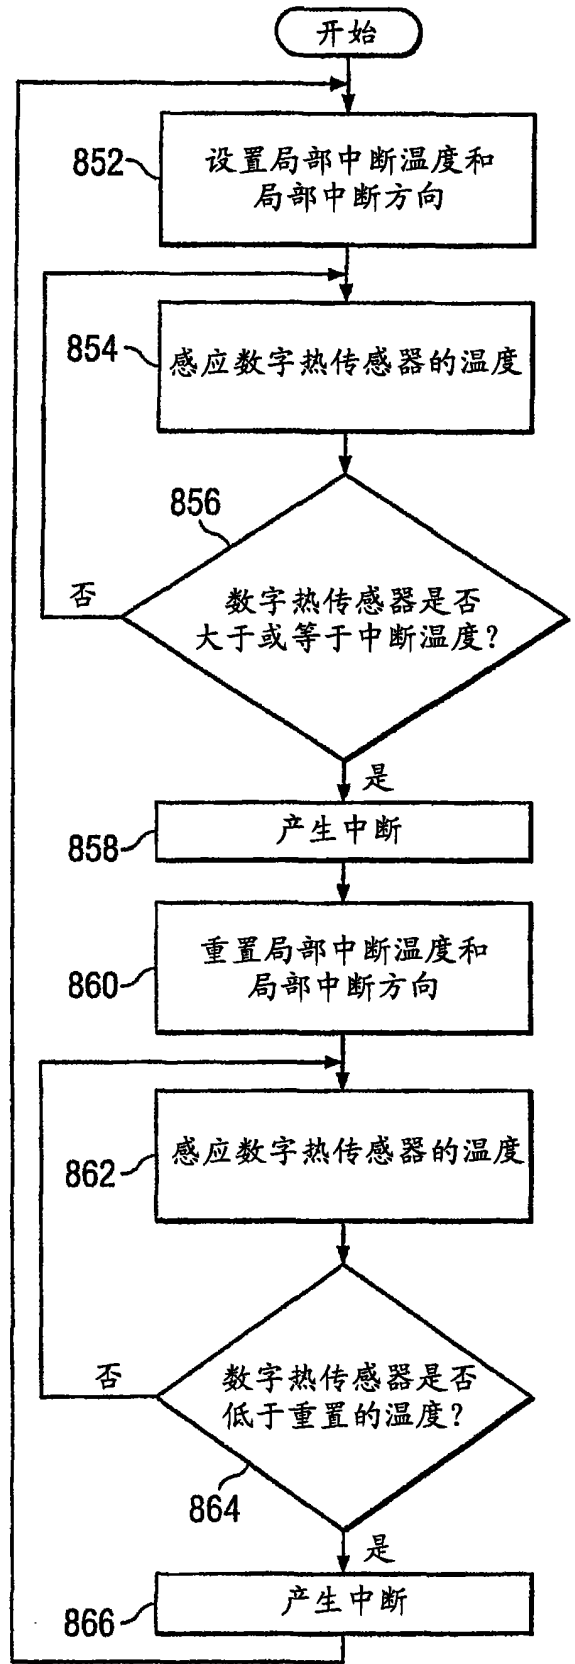 开始
852
设置局部中断温度和
局部中断方向
854
感应数字热传感器的温度
856
否
数字热传感器是否
大于或等于中断温度?
是
858
产生中断
860
重置局部中断温度和
局部中断方向
862
感应数字热传感器的温度
否
数字热传感器是否
低于重置的温度?
864
是
866
产生中断